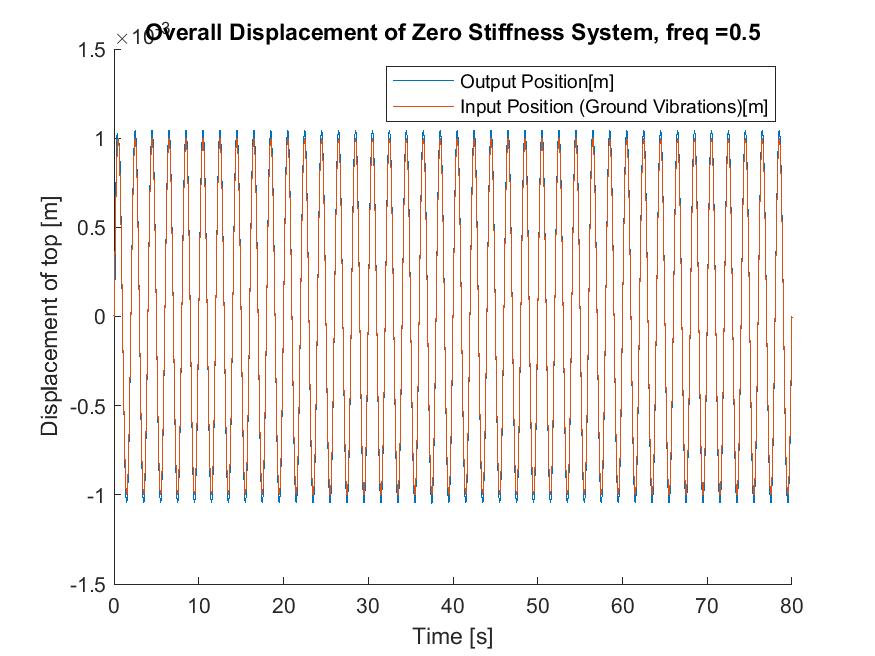 ×10-3
Overall Displacement of Zero Stiffness System, freq =0.5
1.5
Output Position[m]
Input Position (Ground Vibrations)[m]
1
0.5
0
-0.5
-1
-1.5
Displacement of top [m]
0 10 20 30 40 50 60 70 80
Time [s]